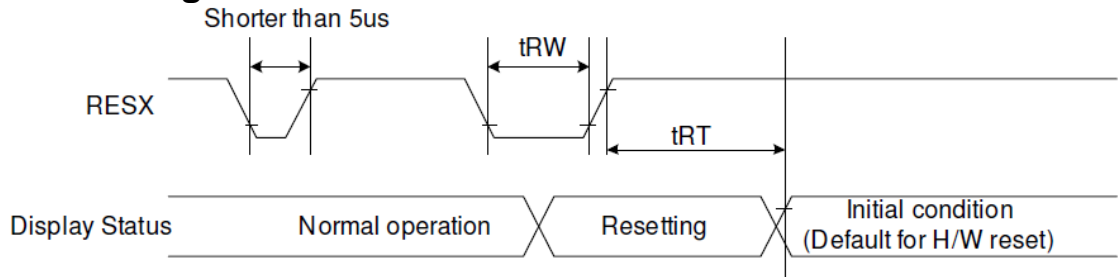 Shorter than 5us
tRW
RESX
tRT
Display Status
Normal operation
Resetting
Initial condition
(Default for H/W reset)